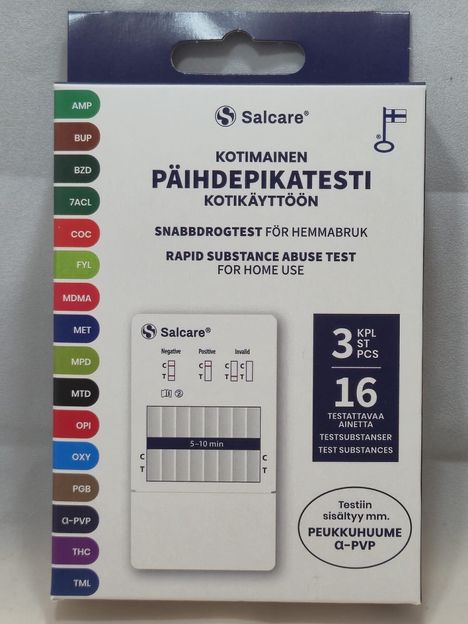 AMP
BUP
BZD
7ACL
COC
FYL
MDMA
MET
MPD
MTD
OPI
OXY
PGB
α-PVP
THC
TML
Salcare®
®
KOTIMAINEN
PÄIHDEPIKATESTI
KOTIKÄYTTÖÖN
SNABBDROGTEST FÖR HEMMABRUK
RAPID SUBSTANCE ABUSE TEST
FOR HOME USE
Salcare®
Negative Positive Invalid
C C C
T T T
5–10 min
C C
T T
3 KPL
ST
PCS
16
TESTATTAVAA
AINETTA
TESTSUBSTANSER
TEST SUBSTANCES
Testiin
sisältyy mm.
PEUKKUHUUME
α-PVP